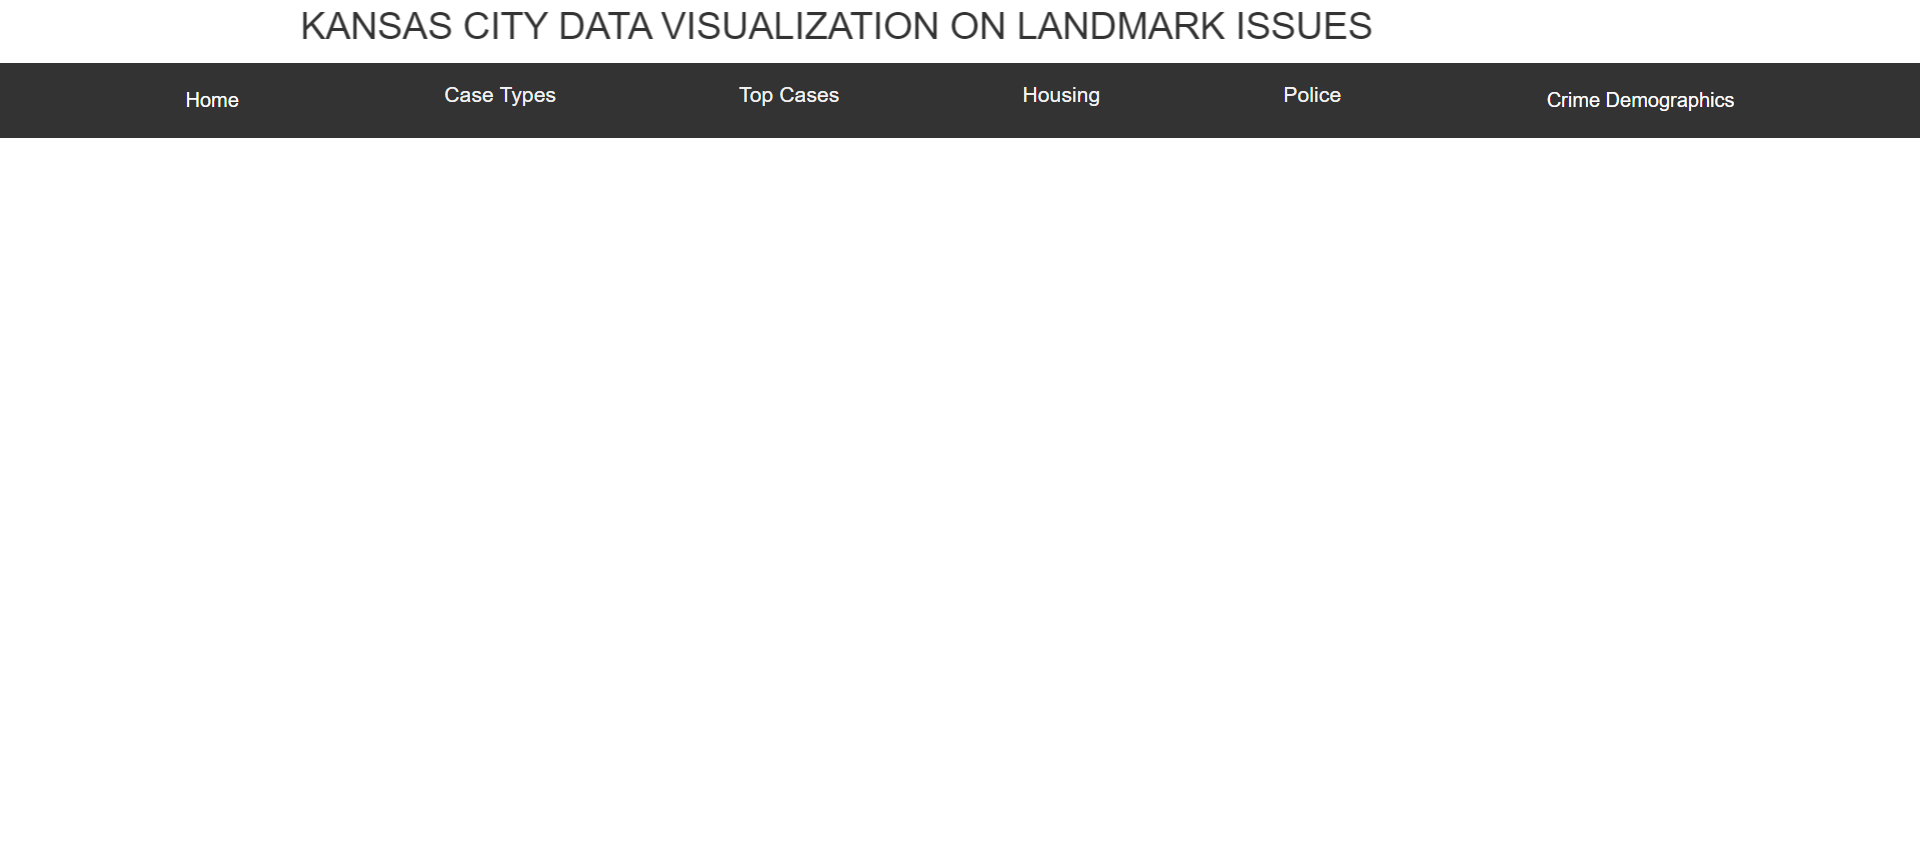 KANSAS CITY DATA VISUALIZATION ON LANDMARK ISSUES
Home Case Types Top Cases Housing Police Crime Demographics